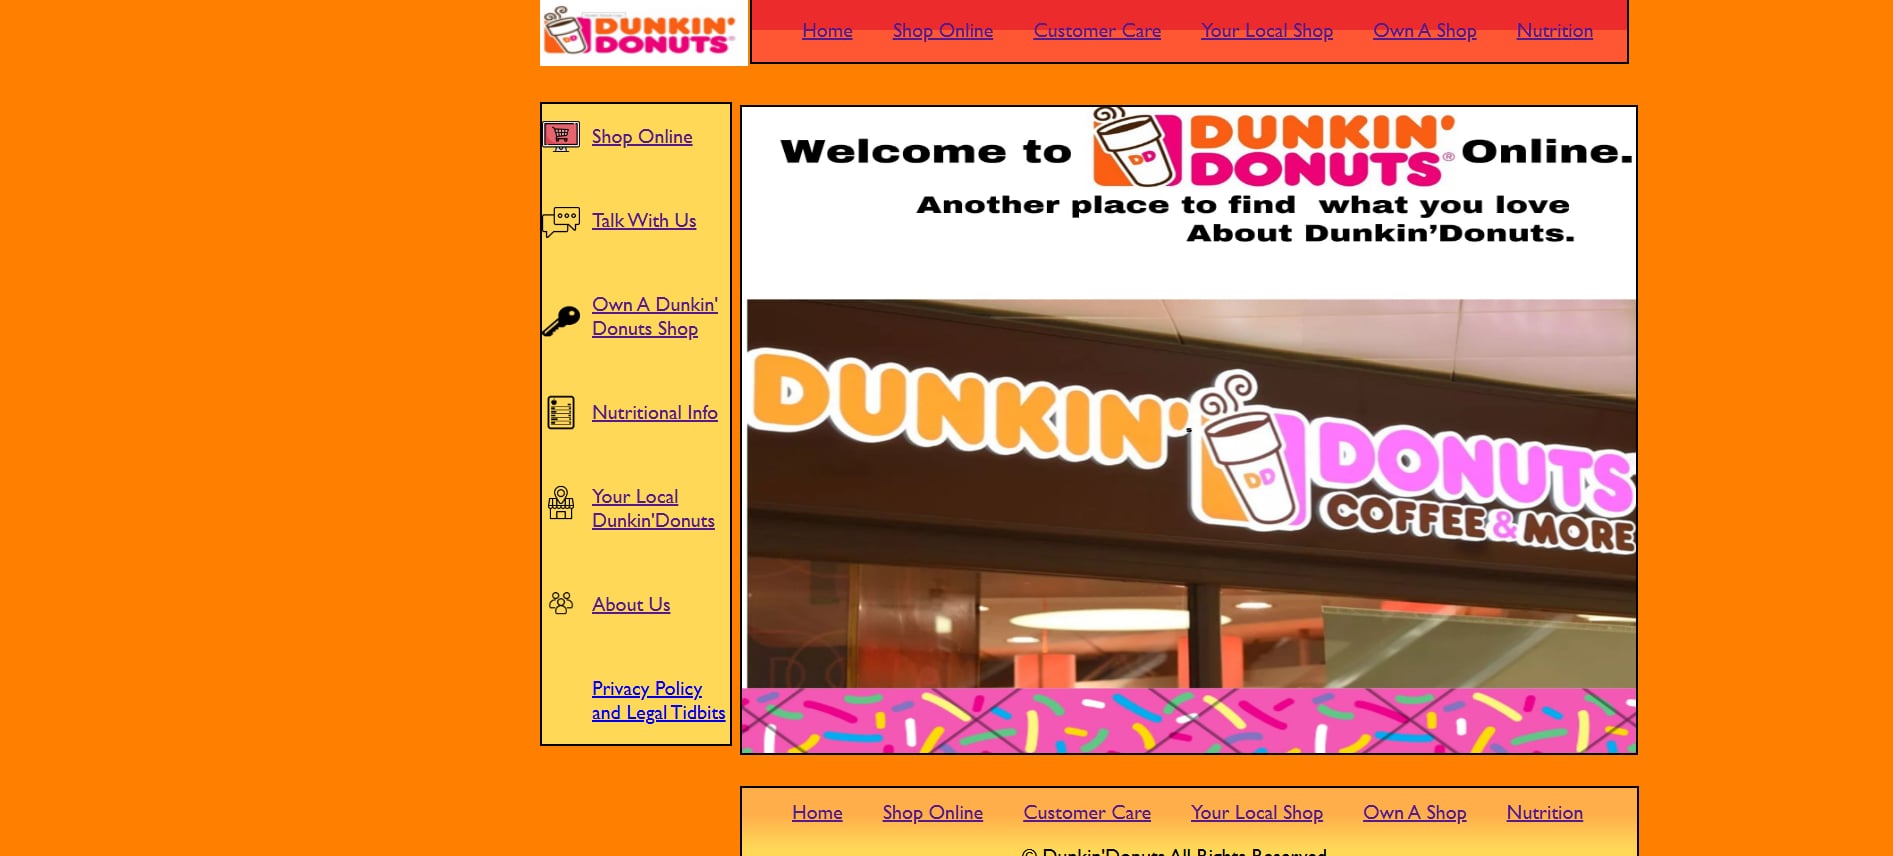 DUNKIN'
DONUTS
Home Shop Online Customer Care Your Local Shop Own A Shop Nutrition
Shop Online
Talk With Us
Own A Dunkin'
Donuts Shop
Nutritional Info
Your Local
Dunkin'Donuts
About Us
Privacy Policy
and Legal Tidbits
Welcome to DD DUNKIN' DONUTS® Online.
Another place to find what you love
About Dunkin’Donuts.
DUNKIN' DD DONUTS
COFFEE & MORE
Home Shop Online Customer Care Your Local Shop Own A Shop Nutrition
© Dunkin'Donuts All Rights Reserved